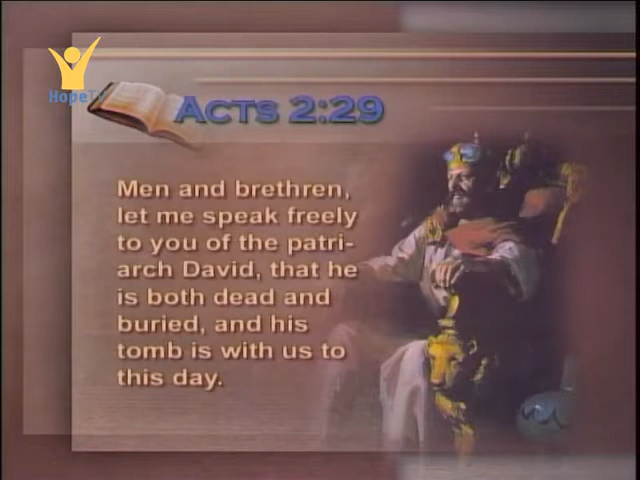 HopeTV
Acts 2:29
Men and brethren,
let me speak freely
to you of the patri-
arch David, that he
is both dead and
buried, and his
tomb is with us to
this day.